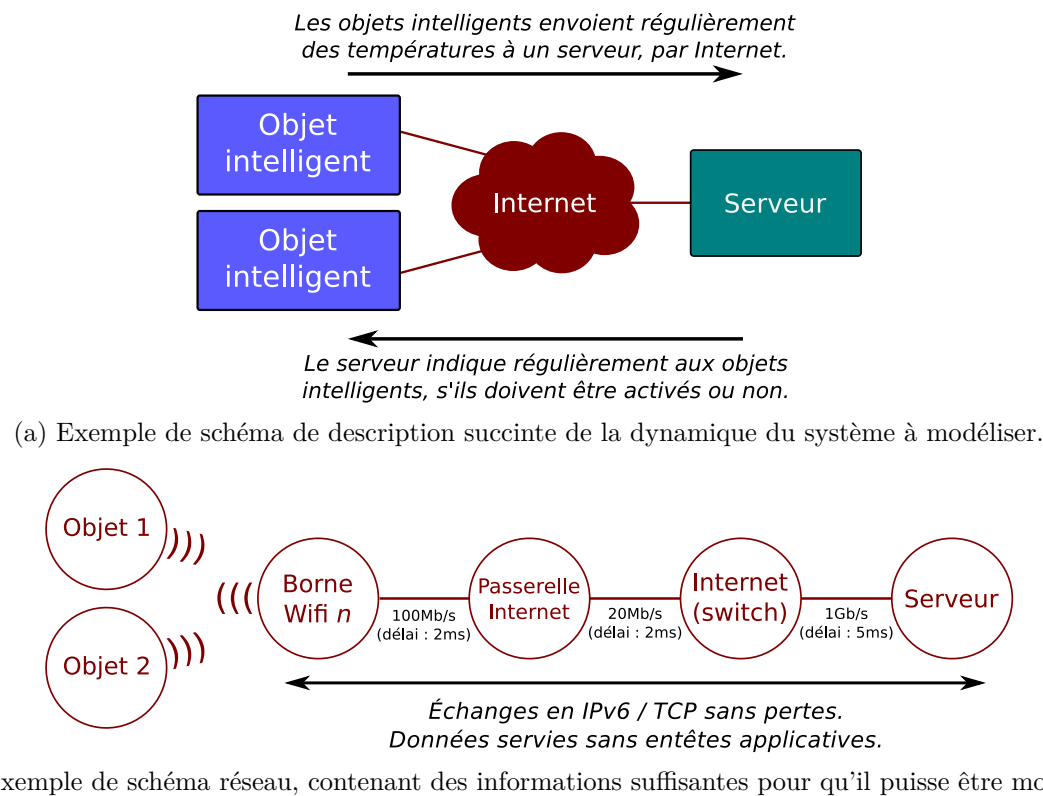 Les objets intelligents envoient régulièrement
des températures à un serveur, par Internet.
Objet
intelligent
Internet
Serveur
Objet
intelligent
Le serveur indique régulièrement aux objets
intelligents, s'ils doivent être activés ou non.
(a) Exemple de schéma de description succinte de la dynamique du système à modéliser.
Objet 1
)))
(((
Objet 2
)))
Borne
Wifi n
100Mb/s
(délai : 2ms)
Passerelle
Internet
20Mb/s
(délai : 2ms)
Internet
(switch)
1Gb/s
(délai : 5ms)
Serveur
Échanges en IPv6 / TCP sans pertes.
Données servies sans entêtes applicatives.
xemple de schéma réseau, contenant des informations suffisantes pour qu'il puisse être mo